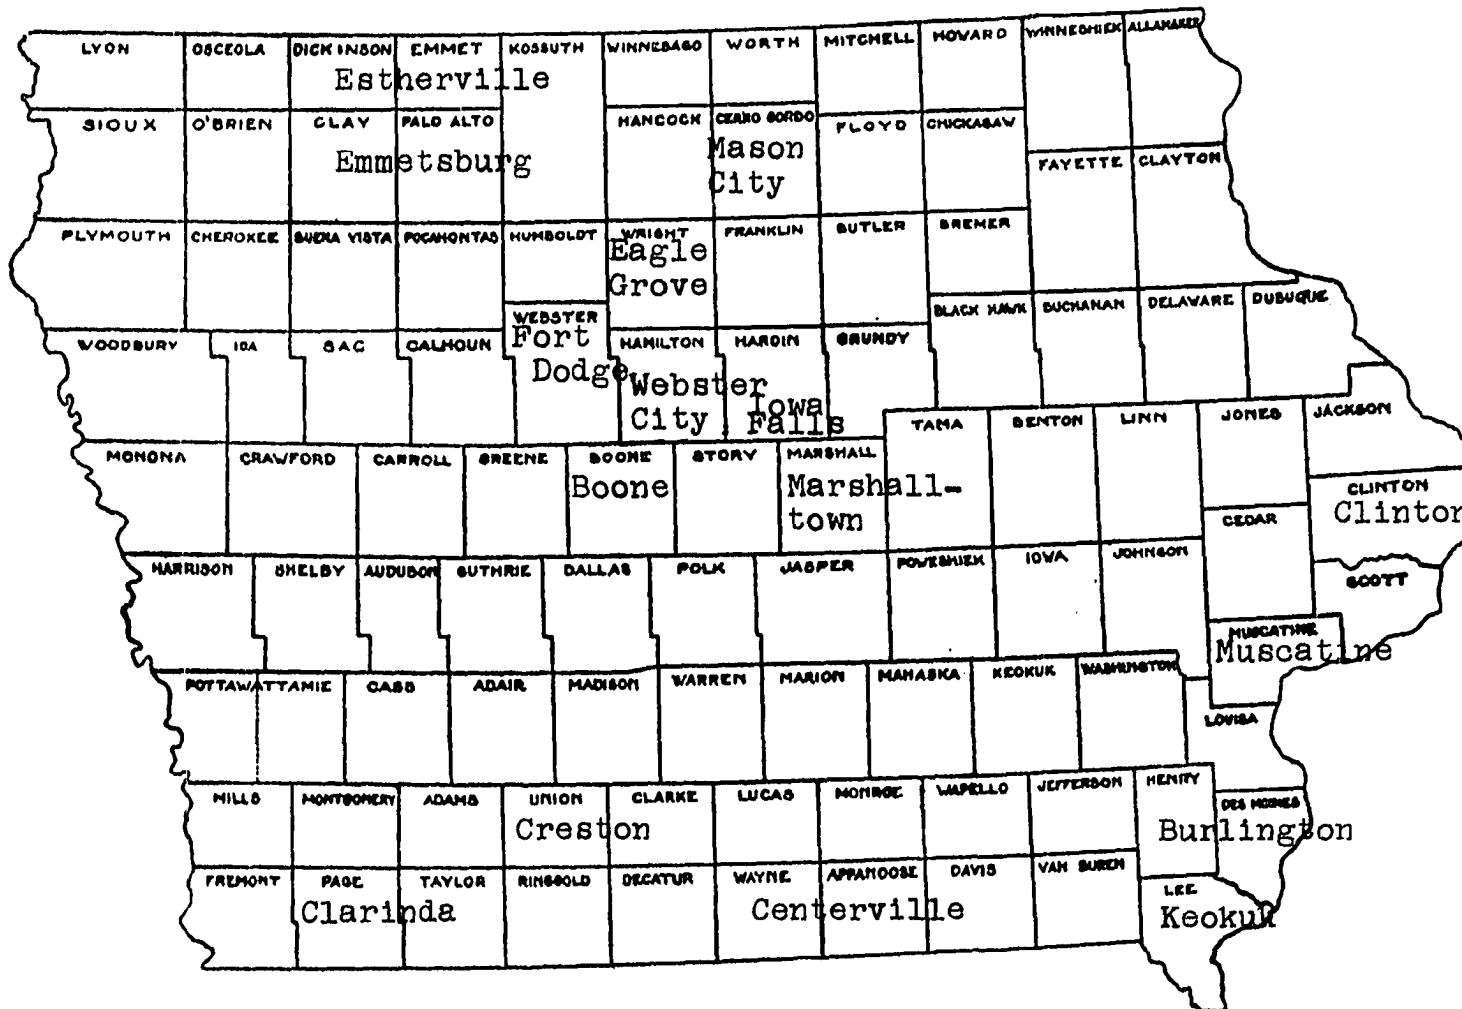 LYON OSCEOLA DICKINSON EMMET KOSSUTH WINNEBAGO WORTH MITCHELL HOWARD WINNESHIEK ALLAMAKEE
Estherville
SIOUX O'BRIEN CLAY PALO ALTO HANCOCK CERRO GORDO FLOYD CHICKASAW
Emmetsburg
Mason
City
FAYETTE CLAYTON
PLYMOUTH CHEROKEE BUENA VISTA POCAHONTAS HUMBOLDT WRIGHT FRANKLIN BUTLER BREMER
Eagle
Grove
BLACK HAWK BUCHANAN DELAWARE DUBUQUE
WEBSTER
Fort
Dodge
WOODBURY IDA SAC CALHOUN HAMILTON HARDIN GRUNDY
Webster
City
Iowa
Falls
TAMA BENTON LINN JONES JACKSON
MONONA CRAWFORD CARROLL GREENE BOONE STORY MARSHALL
Boone
Marshall-
town
CLINTON
Clinton
CEDAR
HARRISON SHELBY AUDUBON GUTHRIE DALLAS POLK JASPER POWESHIEK IOWA JOHNSON
SCOTT
MUSCATINE
Muscatine
POTTAWATTAMIE CASS ADAIR MADISON WARREN MARION MAHASKA KEOKUK WASHINGTON
LOUISA
MILLS MONTGOMERY ADAMS UNION CLARKE LUCAS MONROE WAPELLO JEFFERSON HENRY
DES MOINES
Creston
Burlington
FREMONT PAGE TAYLOR RINGGOLD DECATUR WAYNE APPANOOSE DAVIS VAN BUREN
LEE
Clarinda
Centerville
Keokuk